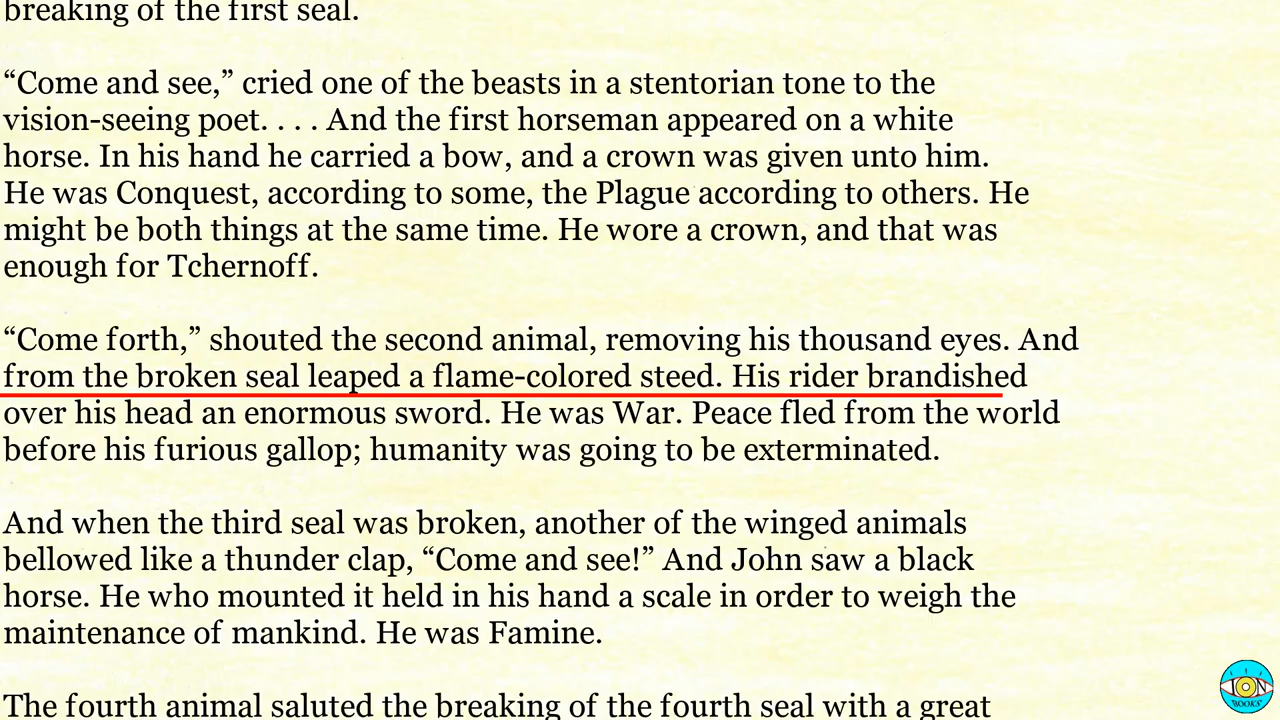 breaking of the first seal.
“Come and see,” cried one of the beasts in a stentorian tone to the
vision-seeing poet. . . . And the first horseman appeared on a white
horse. In his hand he carried a bow, and a crown was given unto him.
He was Conquest, according to some, the Plague according to others. He
might be both things at the same time. He wore a crown, and that was
enough for Tchernoff.
“Come forth,” shouted the second animal, removing his thousand eyes. And
from the broken seal leaped a flame-colored steed. His rider brandished
over his head an enormous sword. He was War. Peace fled from the world
before his furious gallop; humanity was going to be exterminated.
And when the third seal was broken, another of the winged animals
bellowed like a thunder clap, “Come and see!” And John saw a black
horse. He who mounted it held in his hand a scale in order to weigh the
maintenance of mankind. He was Famine.
The fourth animal saluted the breaking of the fourth seal with a great
ION
BOOKS